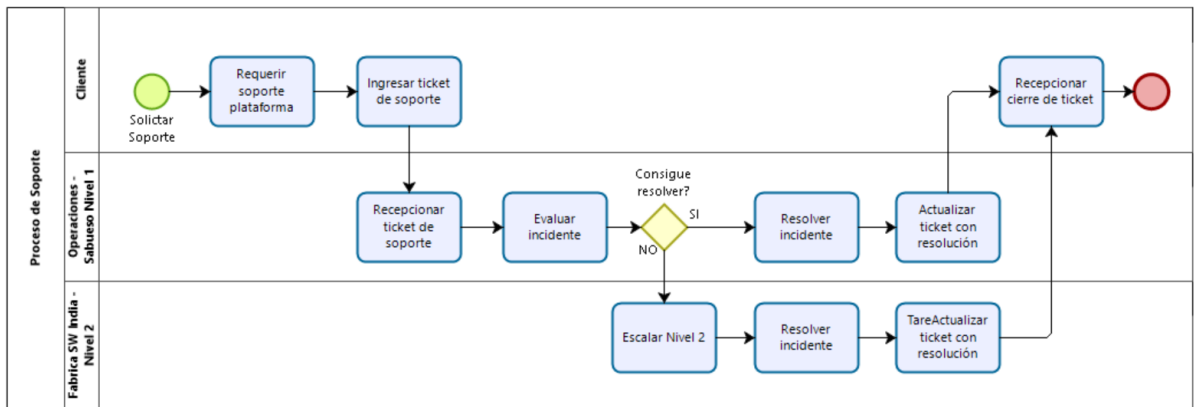 Proceso de Soporte
Cliente
Solictar
Soporte
Requerir
soporte
plataforma
Ingresar ticket
de soporte
Recepcionar
cierre de ticket
Operaciones -
Sabueso Nivel 1
Recepcionar
ticket de
soporte
Evaluar
incidente
Consigue
resolver?
SI
NO
Resolver
incidente
Actualizar
ticket con
resolución
Fabrica SW India -
Nivel 2
Escalar Nivel 2
Resolver
incidente
TareActualizar
ticket con
resolución